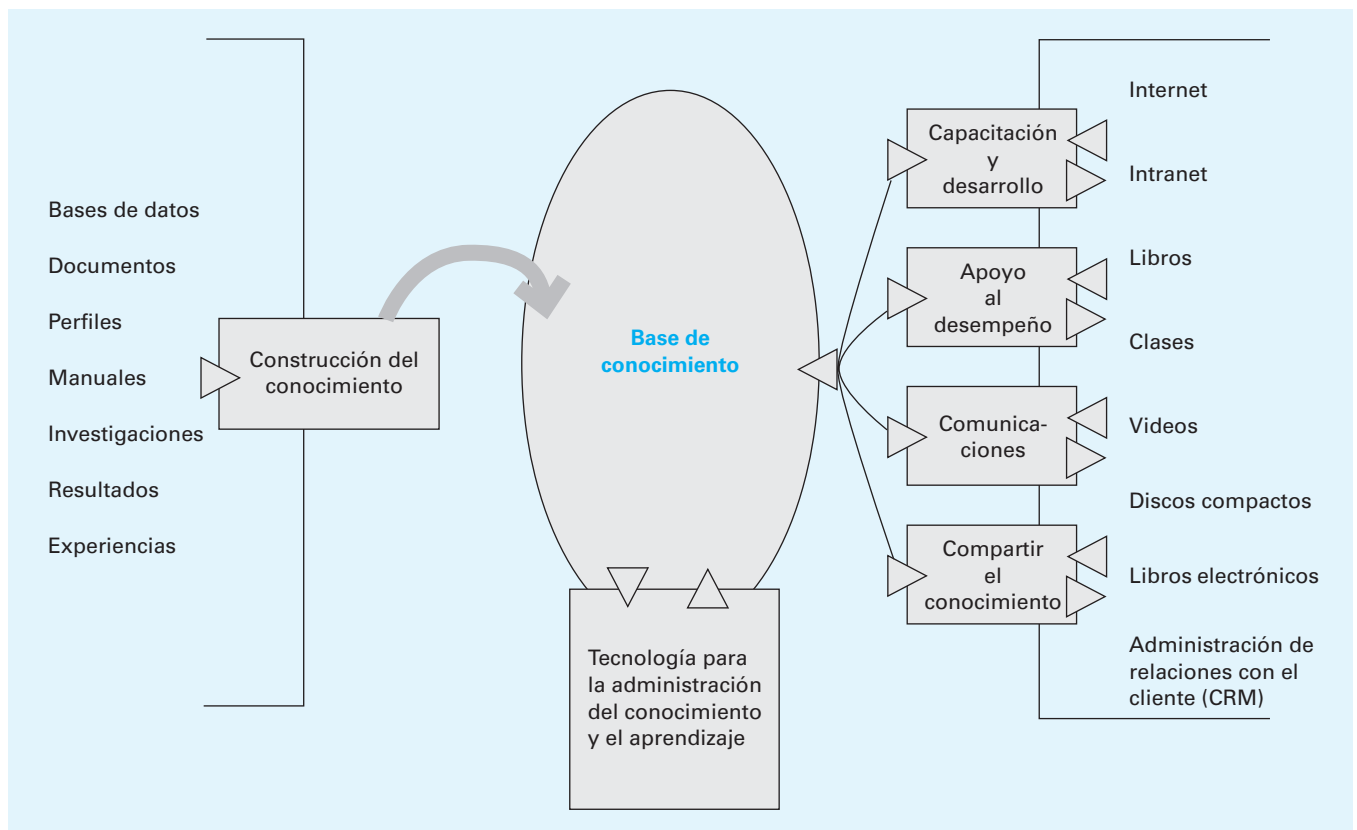 Bases de datos
Documentos
Perfiles
Manuales
Investigaciones
Resultados
Experiencias
Construcción del
conocimiento
Base de
conocimiento
Tecnología para
la administración
del conocimiento
y el aprendizaje
Capacitación
y
desarrollo
Apoyo
al
desempeño
Comunica-
ciones
Compartir
el
conocimiento
Internet
Intranet
Libros
Clases
Videos
Discos compactos
Libros electrónicos
Administración de
relaciones con el
cliente (CRM)